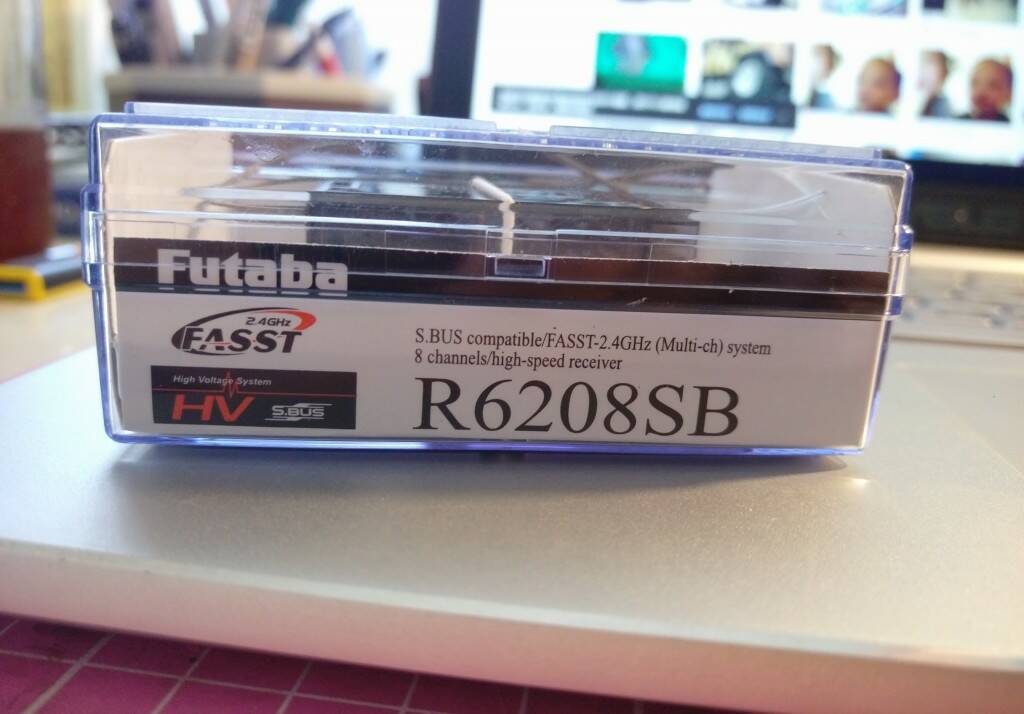 Futaba
2.4GHz
FASST
S.BUS compatible/FASST-2.4GHz (Multi-ch) system
8 channels/high-speed receiver
High Voltage System
HV S.BUS
R6208SB